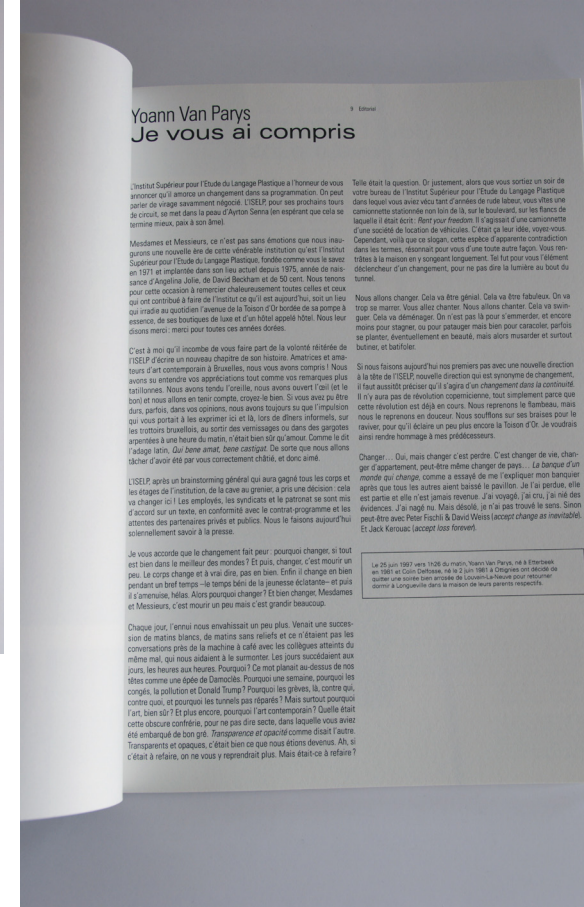 Yoann Van Parys
Je vous ai compris
3 Editorial
L'Institut Supérieur pour l'Etude du Langage Plastique a l'honneur de vous
annoncer qu'il amorce un changement dans sa programmation. On peut
parler de virage savamment négocié. L'ISELP, pour ses prochains tours
de circuit, se met dans la peau d'Ayrton Senna (en espérant que cela se
termine mieux, paix à son âme).
Mesdames et Messieurs, ce n'est pas sans émotions que nous inau-
gurons une nouvelle ère de cette vénérable institution qu'est l'Institut
Supérieur pour l'Etude du Langage Plastique, fondée comme vous le savez
en 1971 et implantée dans son lieu actuel depuis 1975, année de nais-
sance d'Angelina Jolie, de David Beckham et de 50 cent. Nous tenons
pour cette occasion à remercier chaleureusement toutes celles et ceux
qui ont contribué à faire de l'Institut ce qu'il est aujourd'hui, soit un lieu
qui irradie au quotidien l'avenue de la Toison d'Or bordée de sa pompe à
essence, de ses boutiques de luxe et d'un hôtel appelé hôtel. Nous leur
disons merci : merci pour toutes ces années dorées.
C'est à moi qu'il incombe de vous faire part de la volonté réitérée de
l'ISELP d'écrire un nouveau chapitre de son histoire. Amatrices et ama-
teurs d'art contemporain à Bruxelles, nous vous avons compris ! Nous
avons su entendre vos appréciations tout comme vos remarques plus
tatillonnes. Nous avons tendu l'oreille, nous avons ouvert l'œil (et le
bon) et nous allons en tenir compte, croyez-le bien. Si vous avez pu être
durs, parfois, dans vos opinions, nous avons toujours su que l'impulsion
qui vous portait à les exprimer ici et là, lors de dîners informels, sur
les trottoirs bruxellois, au sortir des vernissages ou dans des gargotes
arpentées à une heure du matin, n'était bien sûr qu'amour. Comme le dit
l'adage latin, Qui bene amat, bene castigat. De sorte que nous allons
tâcher d'avoir été par vous correctement châtié, et donc aimé.
L'ISELP, après un brainstorming général qui aura gagné tous les corps et
les étages de l'institution, de la cave au grenier, a pris une décision : cela
va changer ici ! Les employés, les syndicats et le patronat se sont mis
d'accord sur un texte, en conformité avec le contrat-programme et les
attentes des partenaires privés et publics. Nous le faisons aujourd'hui
solennellement savoir à la presse.
Je vous accorde que le changement fait peur : pourquoi changer, si tout
est bien dans le meilleur des mondes ? Et puis, changer, c'est mourir un
peu. Le corps change et à vrai dire, pas en bien. Enfin il change en bien
pendant un bref temps –le temps béni de la jeunesse éclatante– et puis
il s'amenuise, hélas. Alors pourquoi changer ? Et bien changer, Mesdames
et Messieurs, c'est mourir un peu mais c'est grandir beaucoup.
Chaque jour, l'ennui nous envahissait un peu plus. Venait une succes-
sion de matins blancs, de matins sans reliefs et ce n'étaient pas les
conversations près de la machine à café avec les collègues atteints du
même mal, qui nous aidaient à le surmonter. Les jours succédaient aux
jours, les heures aux heures. Pourquoi ? Ce mot planait au-dessus de nos
têtes comme une épée de Damoclès. Pourquoi une semaine, pourquoi les
congés, la pollution et Donald Trump ? Pourquoi les grèves, là, contre qui,
contre quoi, et pourquoi les tunnels pas réparés ? Mais surtout pourquoi
l'art, bien sûr ? Et plus encore, pourquoi l'art contemporain ? Quelle était
cette obscure confrérie, pour ne pas dire secte, dans laquelle vous aviez
été embarqué de bon gré. Transparence et opacité comme disait l'autre.
Transparents et opaques, c'était bien ce que nous étions devenus. Ah, si
c'était à refaire, on ne vous y reprendrait plus. Mais était-ce à refaire ?
Telle était la question. Or justement, alors que vous sortiez un soir de
votre bureau de l'Institut Supérieur pour l'Etude du Langage Plastique
dans lequel vous aviez vécu tant d'années de rude labeur, vous vîtes une
camionnette stationnée non loin de là, sur le boulevard, sur les flancs de
laquelle il était écrit : Rent your freedom. Il s'agissait d'une camionnette
d'une société de location de véhicules. C'était ça leur idée, voyez-vous.
Cependant, voilà que ce slogan, cette espèce d'apparente contradiction
dans les termes, résonnait pour vous d'une toute autre façon. Vous ren-
trâtes à la maison en y songeant longuement. Tel fut pour vous l'élément
déclencheur d'un changement, pour ne pas dire la lumière au bout du
tunnel.
Nous allons changer. Cela va être génial. Cela va être fabuleux. On va
trop se marrer. Vous allez chanter. Nous allons chanter. Cela va swin-
guer. Cela va déménager. On n'est pas là pour s'emmerder, et encore
moins pour stagner, ou pour patauger mais bien pour caracoler, parfois
se planter, éventuellement en beauté, mais alors musarder et surtout
butiner, et batifoler.
Si nous faisons aujourd'hui nos premiers pas avec une nouvelle direction
à la tête de l'ISELP, nouvelle direction qui est synonyme de changement,
il faut aussitôt préciser qu'il s'agira d'un changement dans la continuité.
Il n'y aura pas de révolution copernicienne, tout simplement parce que
cette révolution est déjà en cours. Nous reprenons le flambeau, mais
nous le reprenons en douceur. Nous soufflons sur ses braises pour le
raviver, pour qu'il éclaire un peu plus encore la Toison d'Or. Je voudrais
ainsi rendre hommage à mes prédécesseurs.
Changer… Oui, mais changer c'est perdre. C'est changer de vie, chan-
ger d'appartement, peut-être même changer de pays… La banque d'un
monde qui change, comme a essayé de me l'expliquer mon banquier
après que tous les autres aient baissé le pavillon. Je l'ai perdue, elle
est partie et elle n'est jamais revenue. J'ai voyagé, j'ai cru, j'ai nié des
évidences. J'ai nagé nu. Mais désolé, je n'ai pas trouvé la cause. Sinon
peut-être avec Peter Fischli & David Weiss (accept change as inevitable).
Et Jack Kerouac (accept loss forever).
Le 25 juin 1997 vers 1h26 du matin, Yoann Van Parys, né à Etterbeek
en 1981 et Colin Deffosse, né le 2 juin 1981 à Ottignies ont décidé de
quitter une soirée bien arrosée de Louvain-La-Neuve pour retourner
dormir à Longueville dans la maison de leurs parents respectifs.